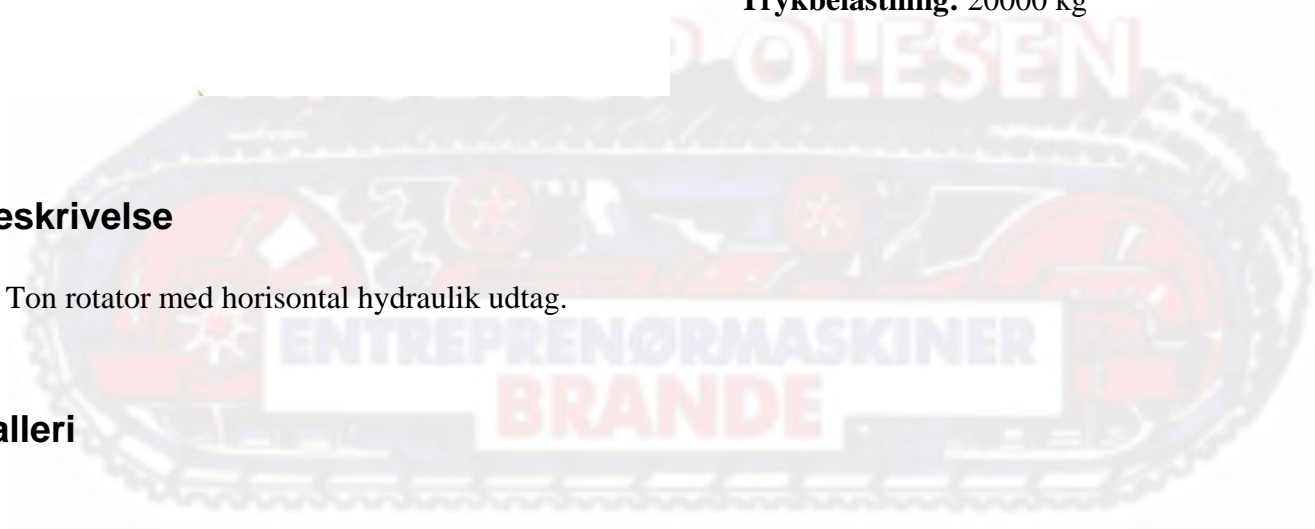 Trykbelastning: 20000 kg
P OLESEN
eskrivelse
Ton rotator med horisontal hydraulik udtag.
ENTREPRENØRMASKINER
BRANDE
alleri